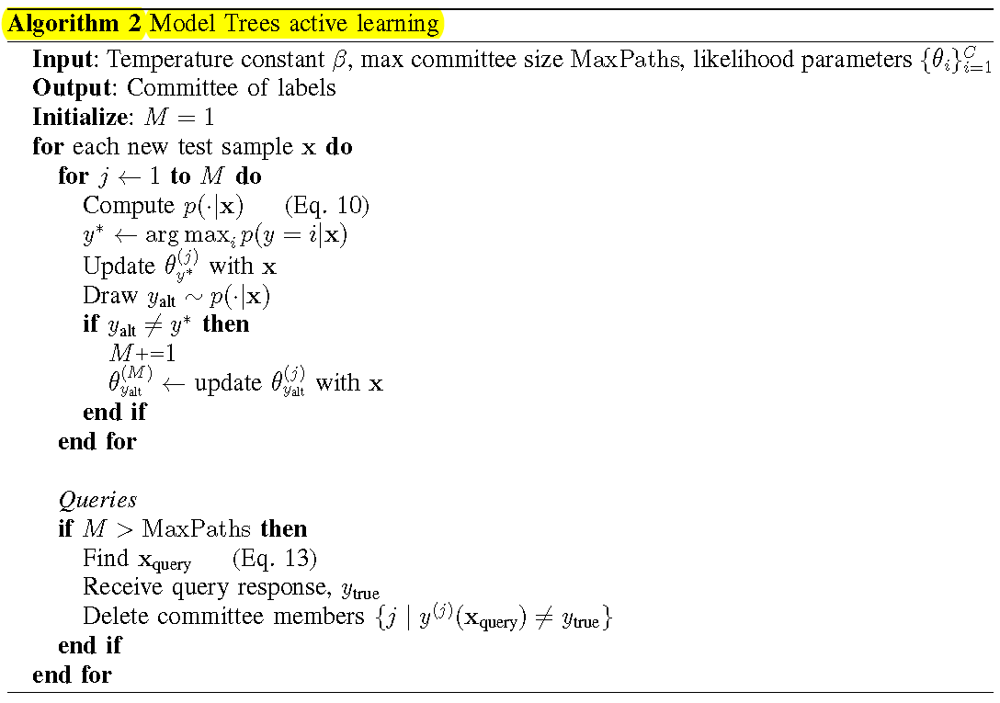 Algorithm 2 Model Trees active learning
Input: Temperature constant β, max committee size MaxPaths, likelihood parameters {θ_i}_{i=1}^C
Output: Committee of labels
Initialize: M = 1
for each new test sample x do
for j ← 1 to M do
Compute p(·|x) (Eq. 10)
y* ← arg max_i p(y = i|x)
Update θ_{y*}^{(j)} with x
Draw y_alt ∼ p(·|x)
if y_alt ≠ y* then
M+=1
θ_{y_alt}^{(M)} ← update θ_{y_alt}^{(j)} with x
end if
end for
Queries
if M > MaxPaths then
Find x_query (Eq. 13)
Receive query response, y_true
Delete committee members {j | y^{(j)}(x_query) ≠ y_true}
end if
end for